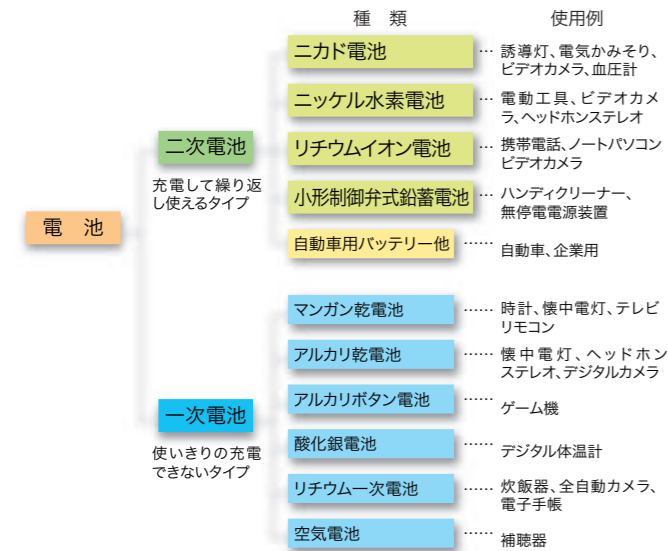 種　類
使用例
電　池
二次電池
充電して繰り返
し使えるタイプ
ニカド電池
… 誘導灯、電気かみそり、
ビデオカメラ、血圧計
ニッケル水素電池
… 電動工具、ビデオカメ
ラ、ヘッドホンステレオ
リチウムイオン電池
… 携帯電話、ノートパソコン
ビデオカメラ
小形制御弁式鉛蓄電池
… ハンディクリーナー、
無停電電源装置
自動車用バッテリー他
…… 自動車、企業用
一次電池
使いきりの充電
できないタイプ
マンガン乾電池
…… 時計、懐中電灯、テレビ
リモコン
アルカリ乾電池
…… 懐中電灯、ヘッドホン
ステレオ、デジタルカメラ
アルカリボタン電池
…… ゲーム機
酸化銀電池
…… デジタル体温計
リチウム一次電池
…… 炊飯器、全自動カメラ、
電子手帳
空気電池
…… 補聴器